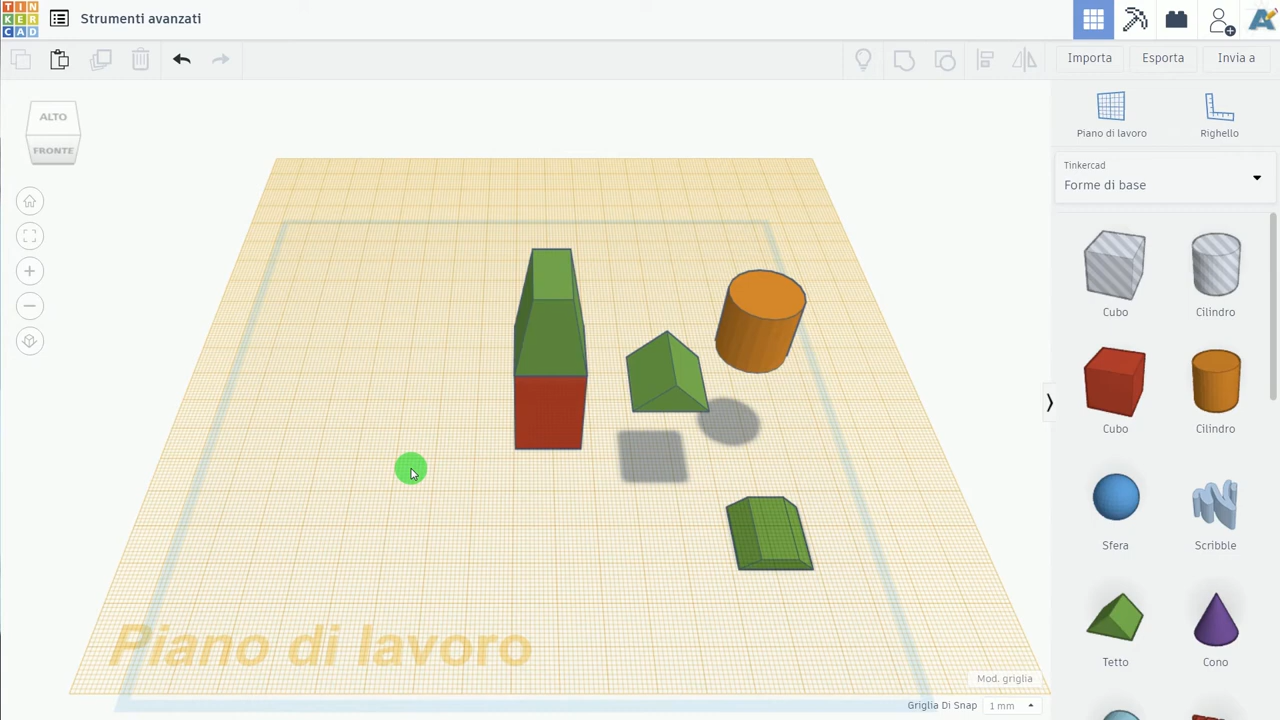 TIN
KER
CAD
Strumenti avanzati
Importa
Esporta
Invia a
ALTO
FRONTE
Piano di lavoro
Righello
Tinkercad
Forme di base
Cubo
Cilindro
Cubo
Cilindro
Sfera
Scribble
Tetto
Cono
Piano di lavoro
Mod. griglia
Griglia Di Snap
1 mm